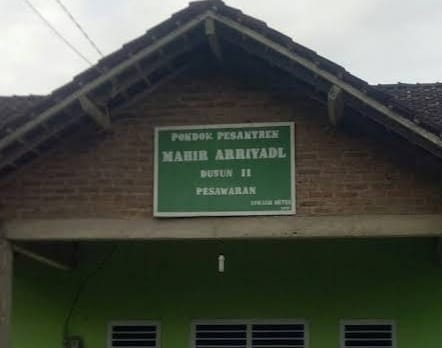 PONDOK PESANTREN
MAHIR ARRIYADL
DUSUN II
PESAWARAN